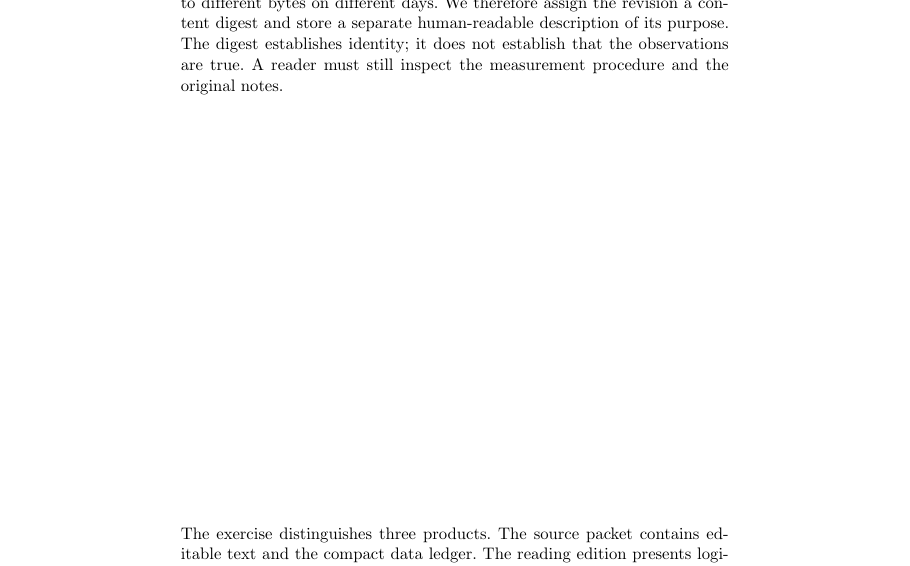 to different bytes on different days. We therefore assign the revision a con-
tent digest and store a separate human-readable description of its purpose.
The digest establishes identity; it does not establish that the observations
are true. A reader must still inspect the measurement procedure and the
original notes.
The exercise distinguishes three products. The source packet contains ed-
itable text and the compact data ledger. The reading edition presents logi-